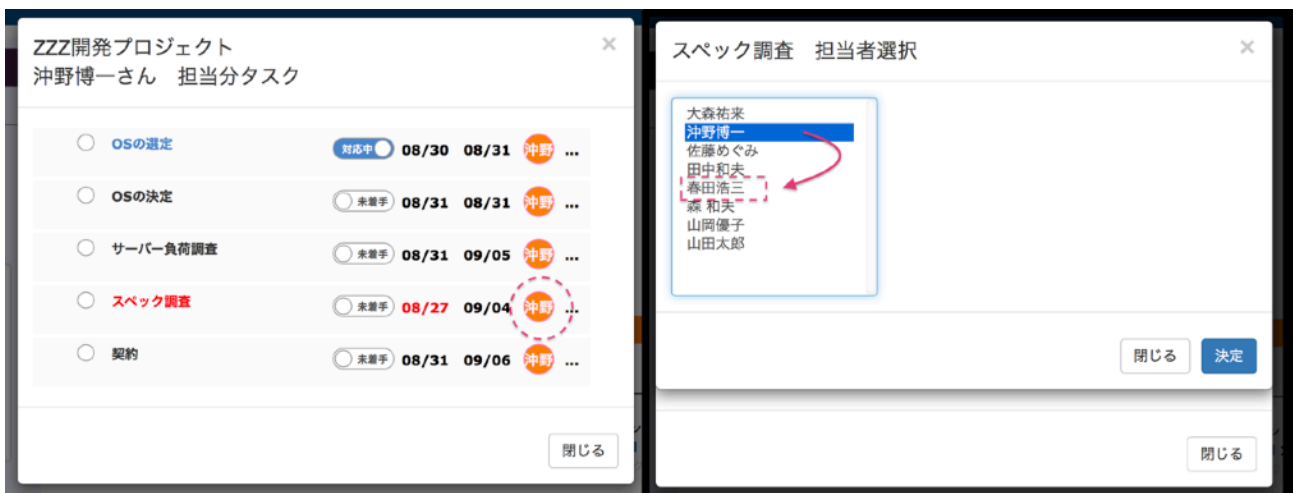 ZZZ開発プロジェクト
沖野博一さん 担当分タスク
×
OSの選定 対応中 08/30 08/31 沖野 ...
OSの決定 未着手 08/31 08/31 沖野 ...
サーバー負荷調査 未着手 08/31 09/05 沖野 ...
スペック調査 未着手 08/27 09/04 沖野 ...
契約 未着手 08/31 09/06 沖野 ...
閉じる
スペック調査 担当者選択
×
大森祐来
沖野博一
佐藤めぐみ
田中和夫
春田浩三
森 和夫
山岡優子
山田太郎
閉じる
決定
閉じる